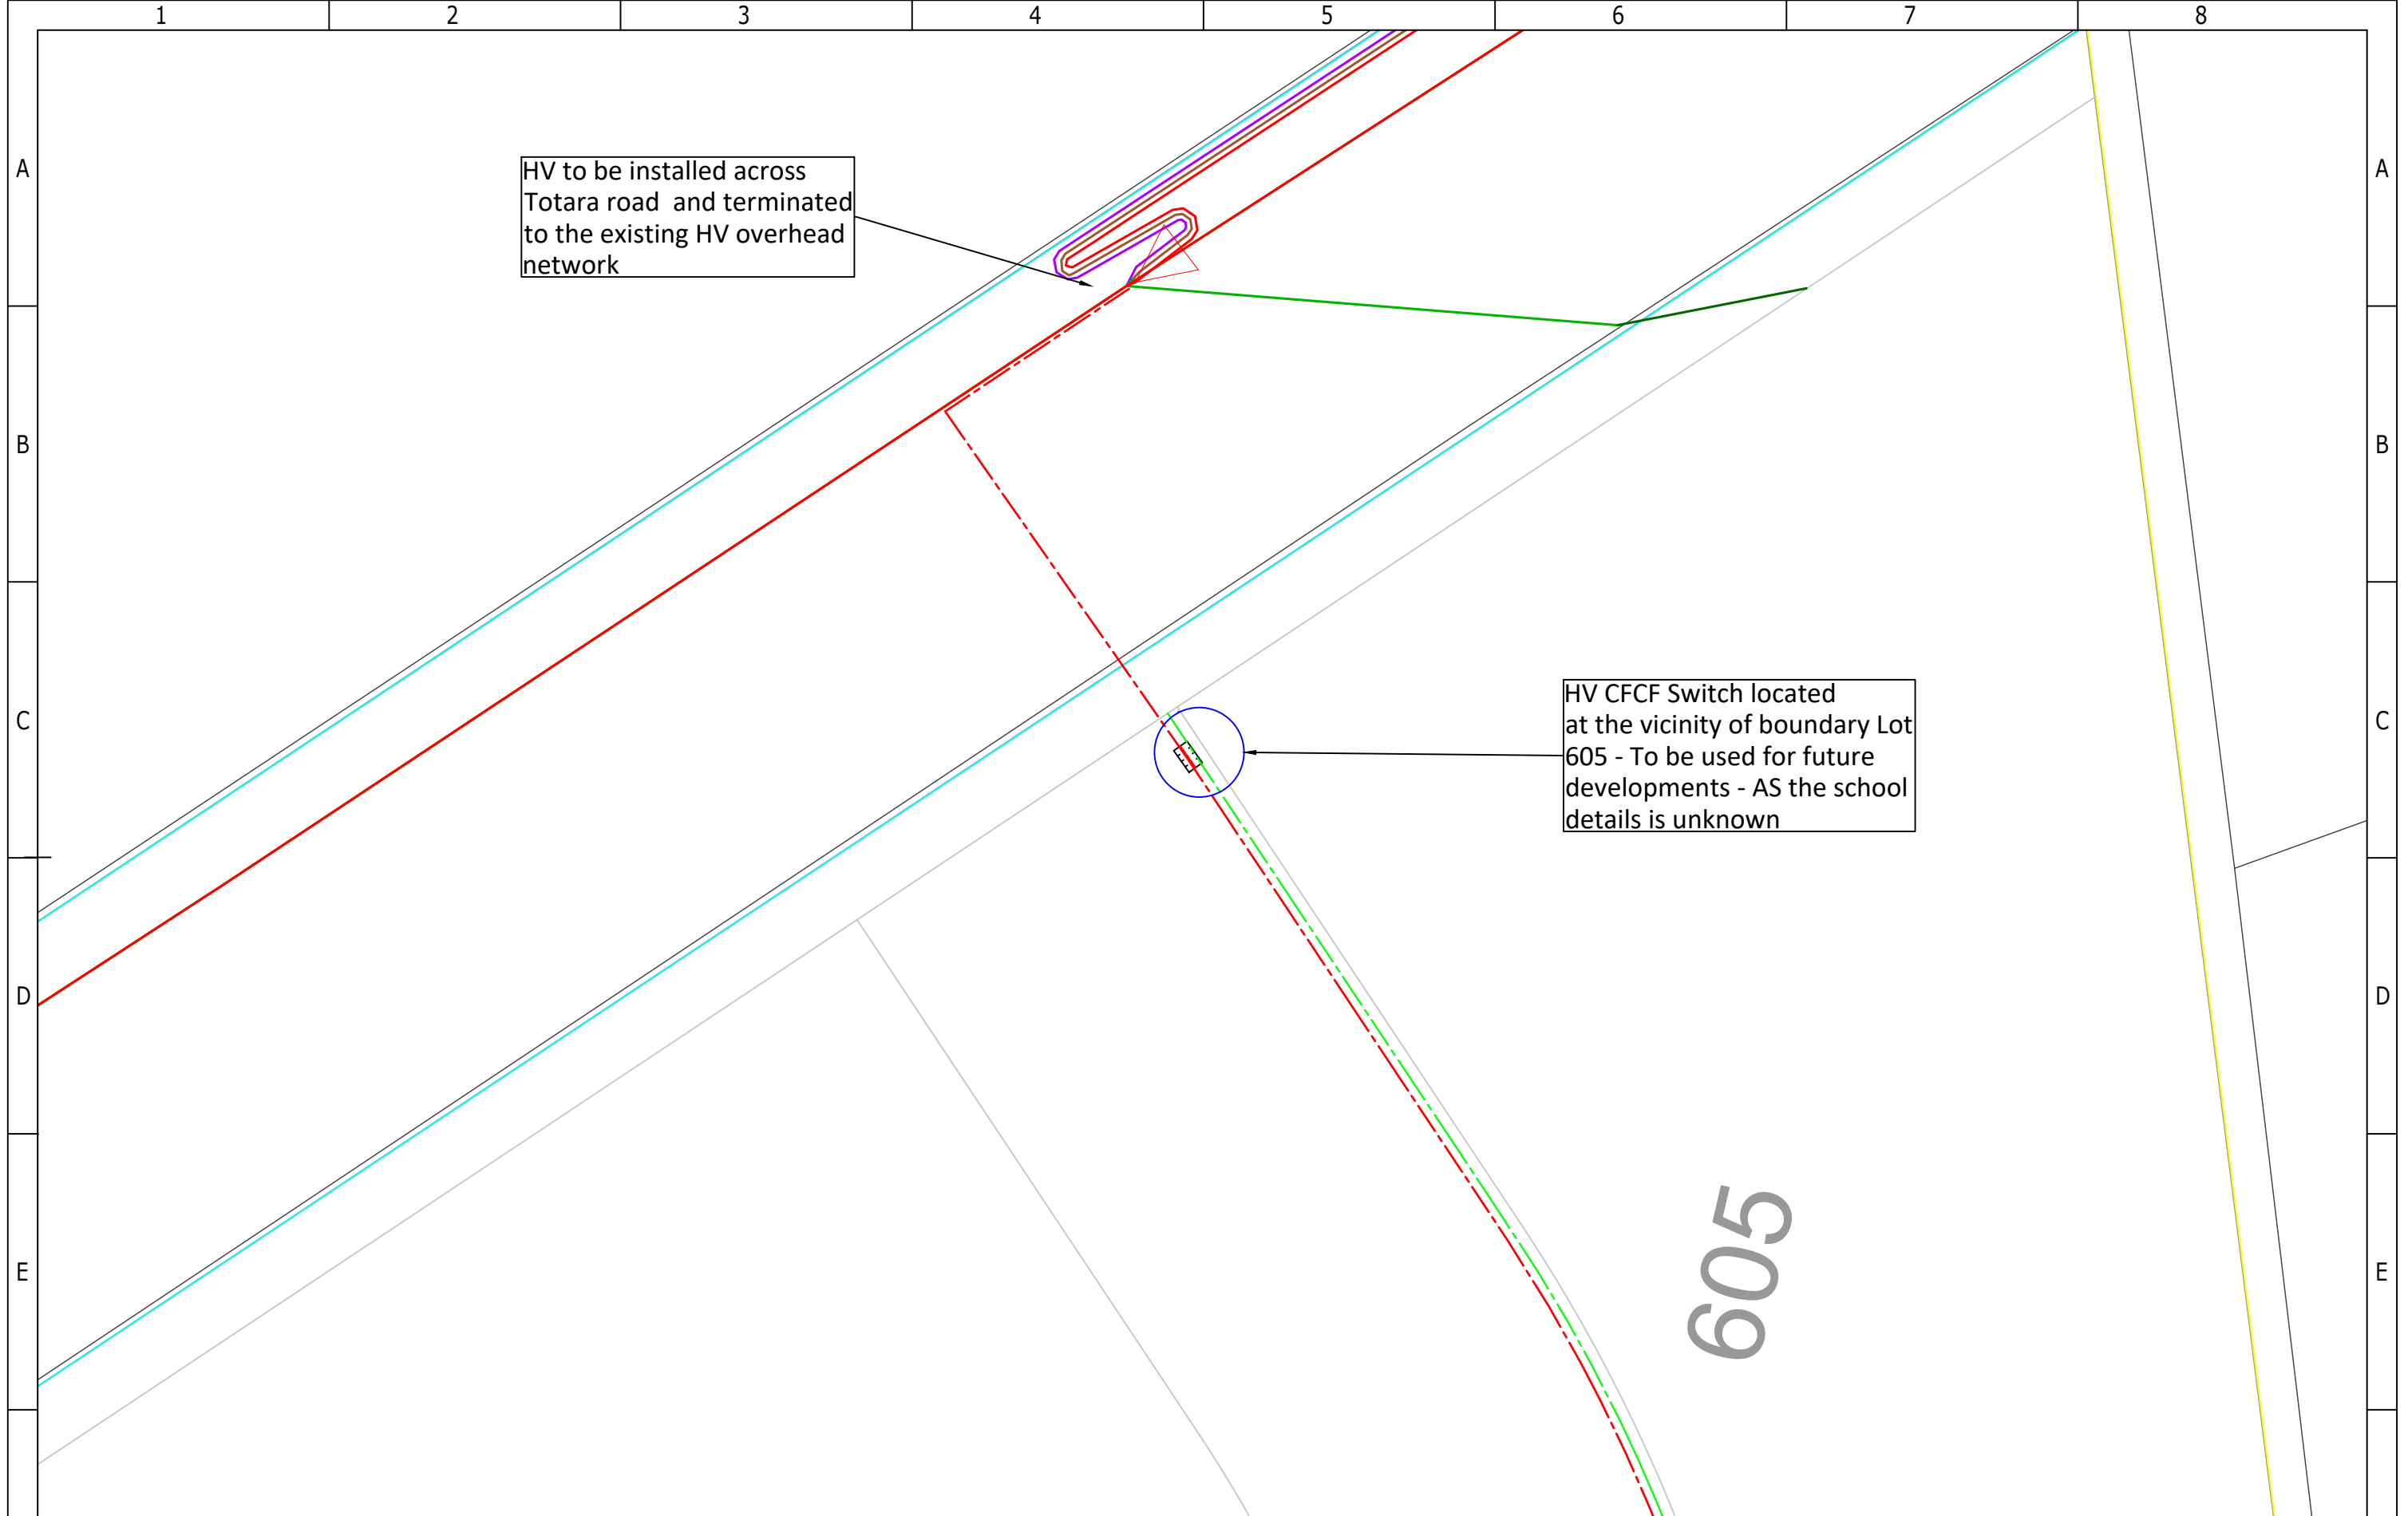 1 2 3 4 5 6 7 8
A A
HV to be installed across
Totara road and terminated
to the existing HV overhead
network
B B
HV CFCF Switch located
at the vicinity of boundary Lot
605 - To be used for future
developments - AS the school
details is unknown
C C
D D
605
E E